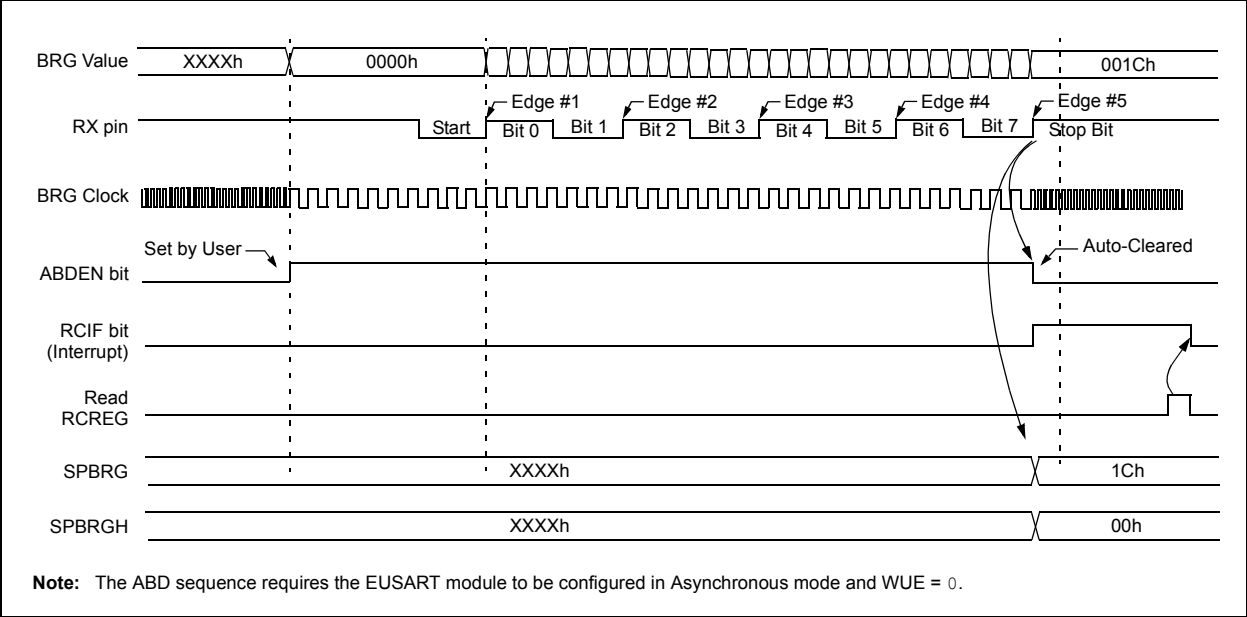 BRG Value XXXXh 0000h 001Ch
Edge #1 Edge #2 Edge #3 Edge #4 Edge #5
RX pin Start Bit 0 Bit 1 Bit 2 Bit 3 Bit 4 Bit 5 Bit 6 Bit 7 Stop Bit
BRG Clock
Set by User Auto-Cleared
ABDEN bit
RCIF bit
(Interrupt)
Read
RCREG
SPBRG XXXXh 1Ch
SPBRGH XXXXh 00h
Note: The ABD sequence requires the EUSART module to be configured in Asynchronous mode and WUE = 0.